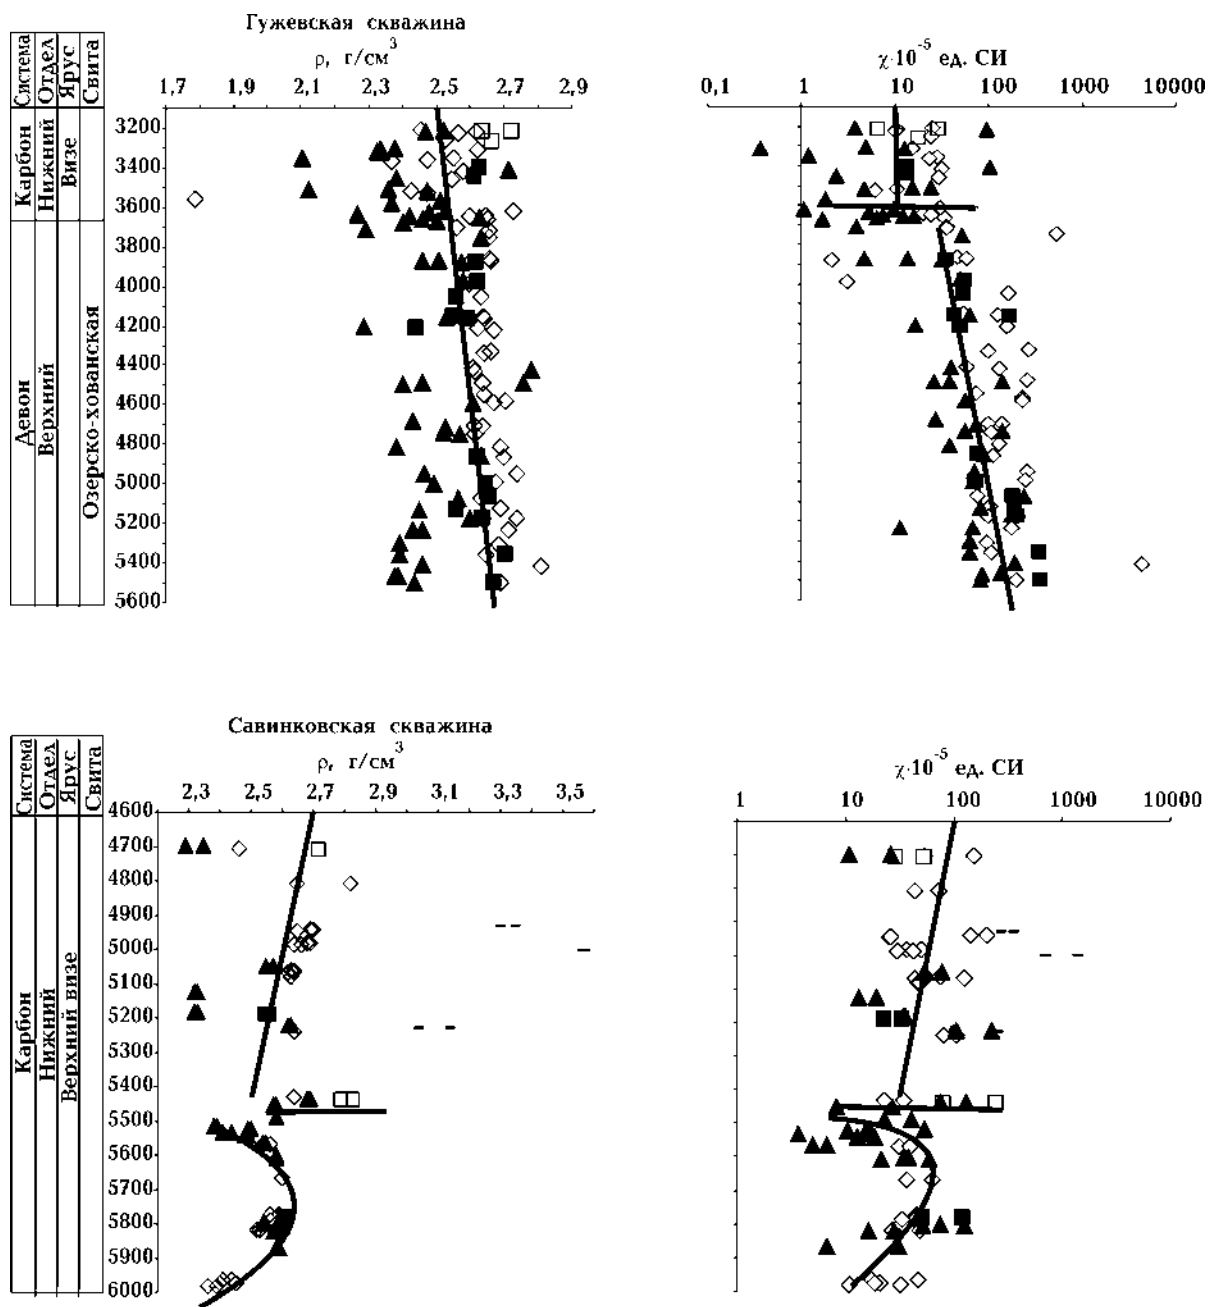 Гужевская скважина
ρ, г/см³
χ·10⁻⁵ ед. СИ
Система
Отдел
Ярус
Свита
1,7 1,9 2,1 2,3 2,5 2,7 2,9
0,1 1 10 100 1000 10000
Карбон
Нижний
Визе
Девон
Верхний
Озерско-хованская
3200
3400
3600
3800
4000
4200
4400
4600
4800
5000
5200
5400
5600
Савинковская скважина
ρ, г/см³
χ·10⁻⁵ ед. СИ
Система
Отдел
Ярус
Свита
2,3 2,5 2,7 2,9 3,1 3,3 3,5
1 10 100 1000 10000
Карбон
Нижний
Верхний визе
4600
4700
4800
4900
5000
5100
5200
5300
5400
5500
5600
5700
5800
5900
6000